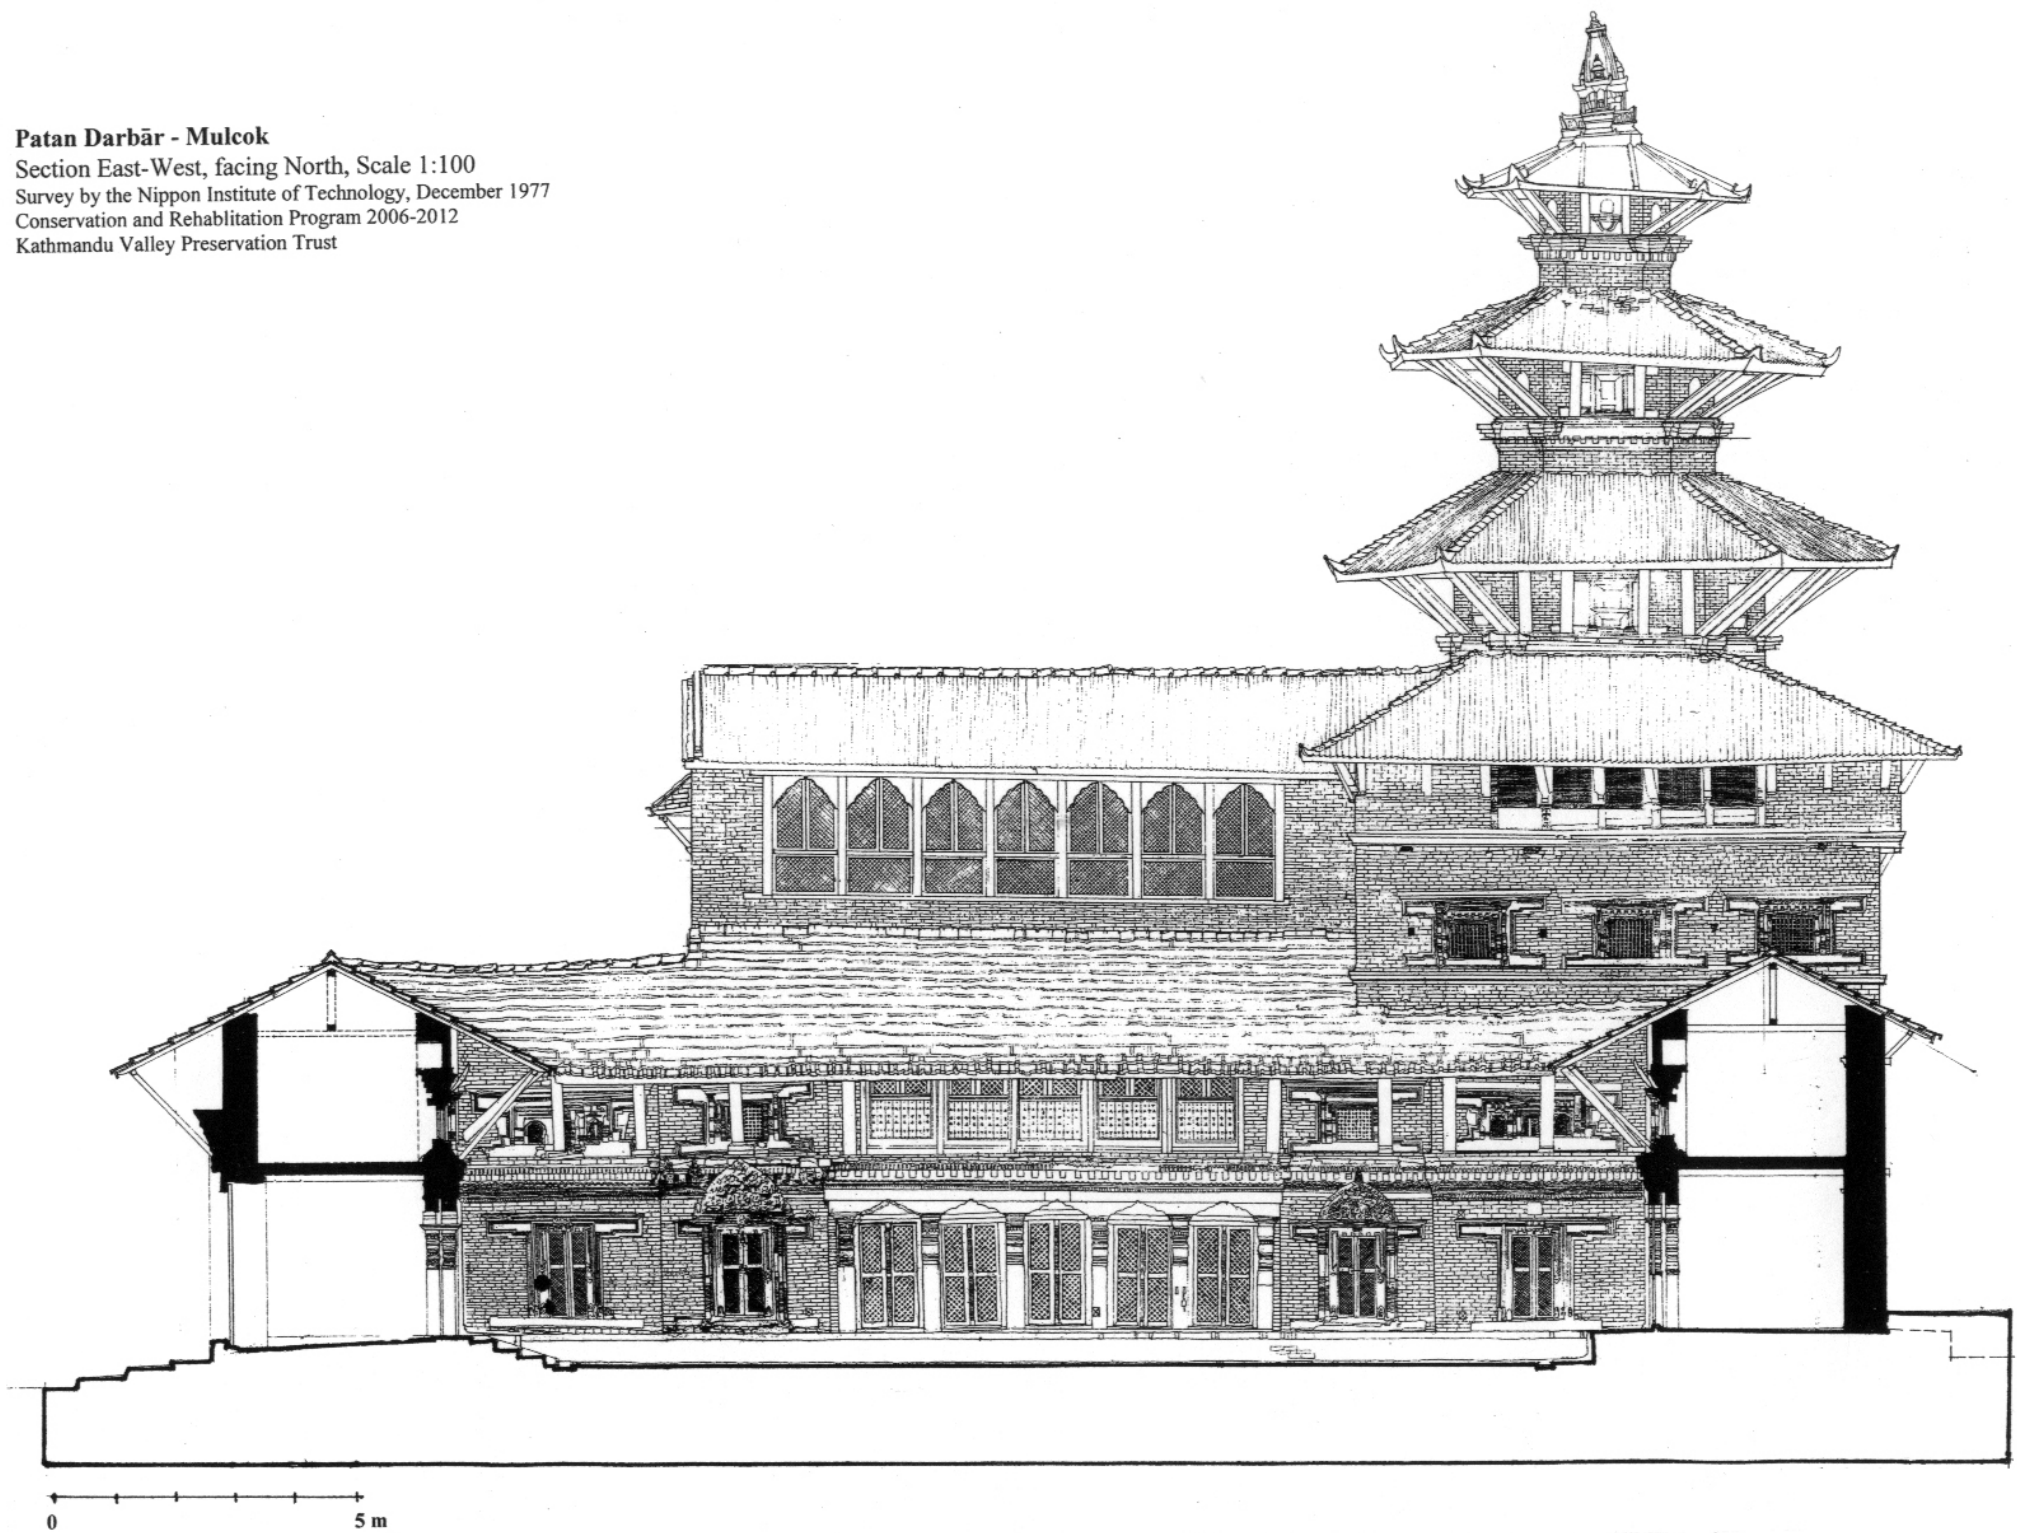 Patan Darbār - Mulcok
Section East-West, facing North, Scale 1:100
Survey by the Nippon Institute of Technology, December 1977
Conservation and Rehablitation Program 2006-2012
Kathmandu Valley Preservation Trust
0 5 m